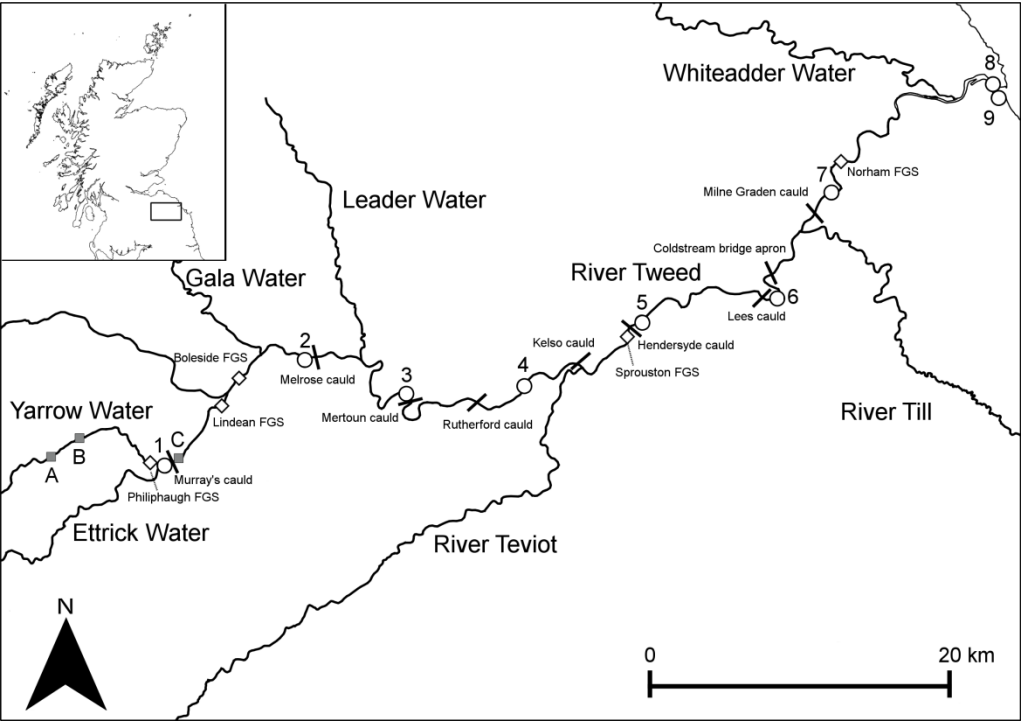 8
Whiteadder Water
9
Norham FGS
7
Milne Graden cauld
Leader Water
Coldstream bridge apron
River Tweed
Gala Water
6
5
Lees cauld
2
Kelso cauld
Hendersyde cauld
Boleside FGS
Sprouston FGS
Melrose cauld
4
3
Yarrow Water
Mertoun cauld
River Till
Lindean FGS
Rutherford cauld
B
1
C
A
Murray's cauld
Philiphaugh FGS
Ettrick Water
River Teviot
N
0
20 km